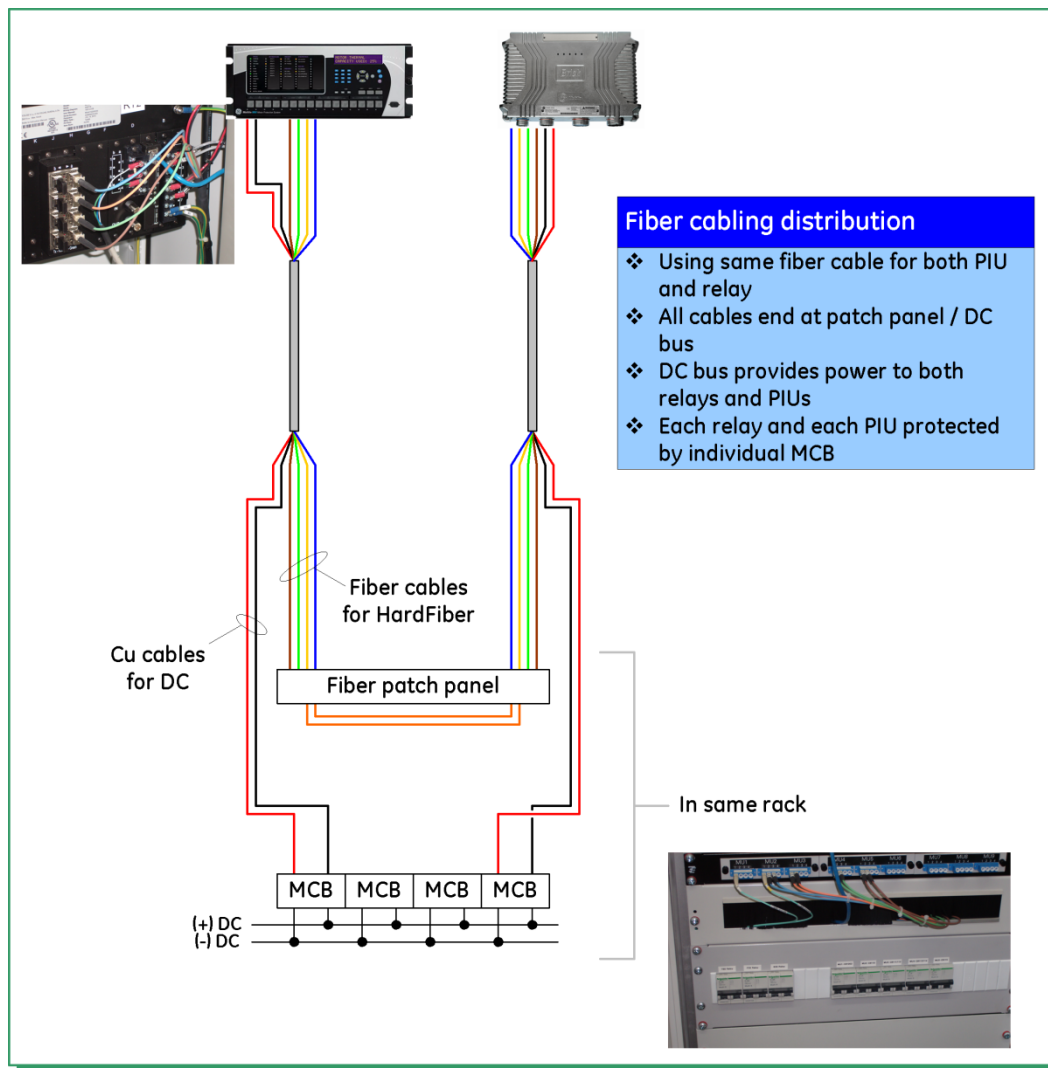 Fiber cabling distribution
❖ Using same fiber cable for both PIU
and relay
❖ All cables end at patch panel / DC
bus
❖ DC bus provides power to both
relays and PIUs
❖ Each relay and each PIU protected
by individual MCB
Fiber cables
for HardFiber
Cu cables
for DC
Fiber patch panel
In same rack
MCB MCB MCB MCB
(+) DC
(-) DC